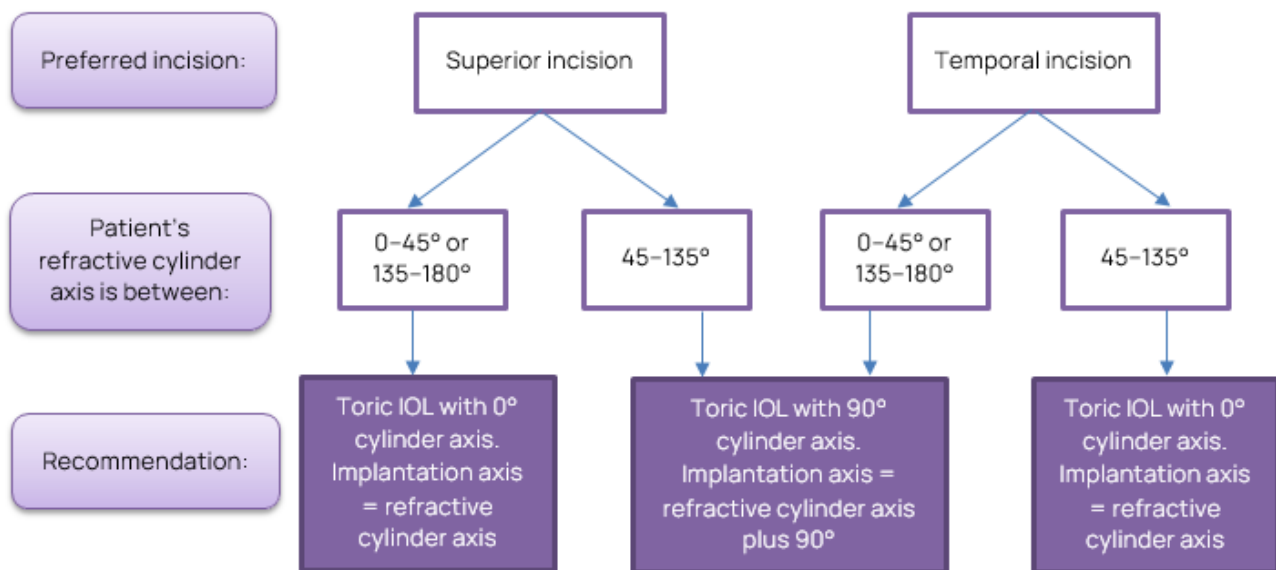 Preferred incision:
Superior incision
Temporal incision
Patient's
refractive cylinder
axis is between:
0–45° or
135–180°
45–135°
0–45° or
135–180°
45–135°
Recommendation:
Toric IOL with 0°
cylinder axis.
Implantation axis
= refractive
cylinder axis
Toric IOL with 90°
cylinder axis.
Implantation axis =
refractive cylinder axis
plus 90°
Toric IOL with 0°
cylinder axis.
Implantation axis
= refractive
cylinder axis